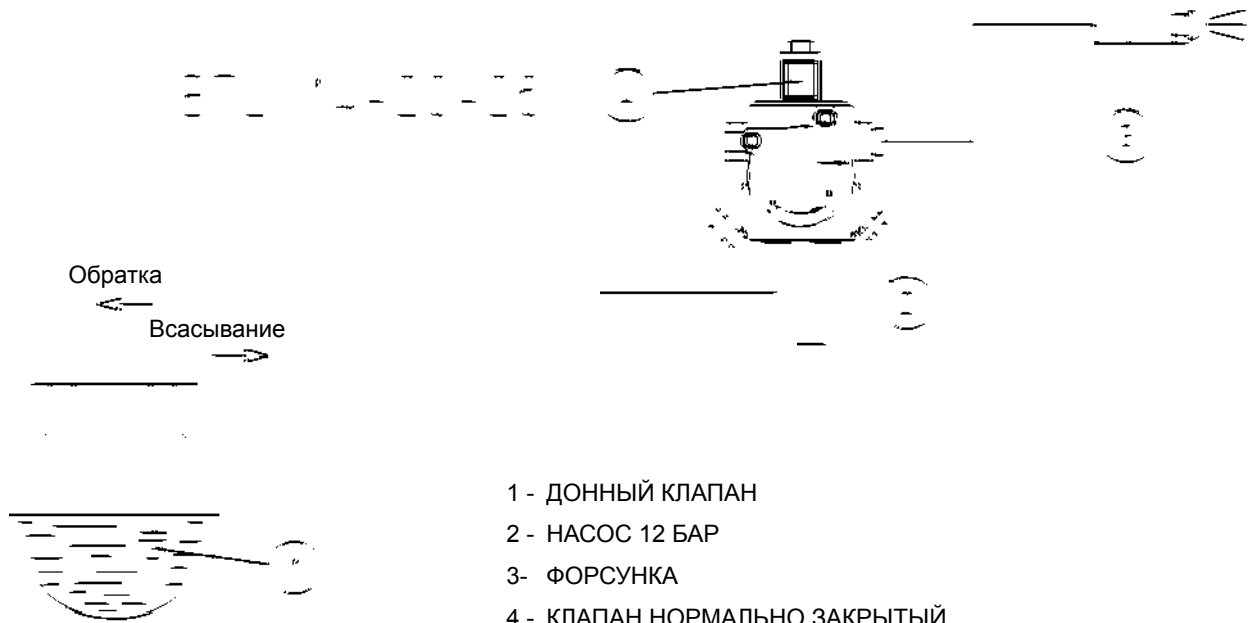 Обратка
Всасывание
1 - ДОННЫЙ КЛАПАН
2 - НАСОС 12 БАР
3- ФОРСУНКА
4 - КЛАПАН НОРМАЛЬНО ЗАКРЫТЫЙ